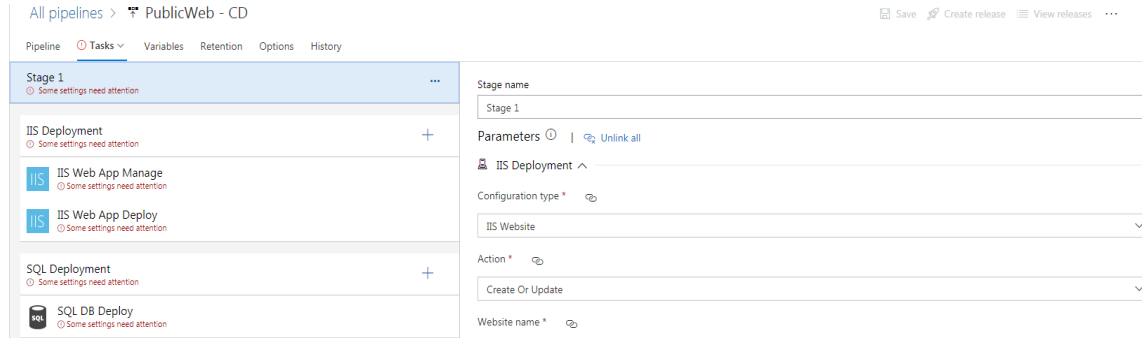 All pipelines > PublicWeb - CD
Save Create release View releases ...
Pipeline Tasks Variables Retention Options History
Stage 1
Some settings need attention
IIS Deployment
Some settings need attention
IIS
IIS Web App Manage
Some settings need attention
IIS
IIS Web App Deploy
Some settings need attention
SQL Deployment
Some settings need attention
SQL
SQL DB Deploy
Some settings need attention
Stage name
Stage 1
Parameters | Unlink all
IIS Deployment
Configuration type *
IIS Website
Action *
Create Or Update
Website name *